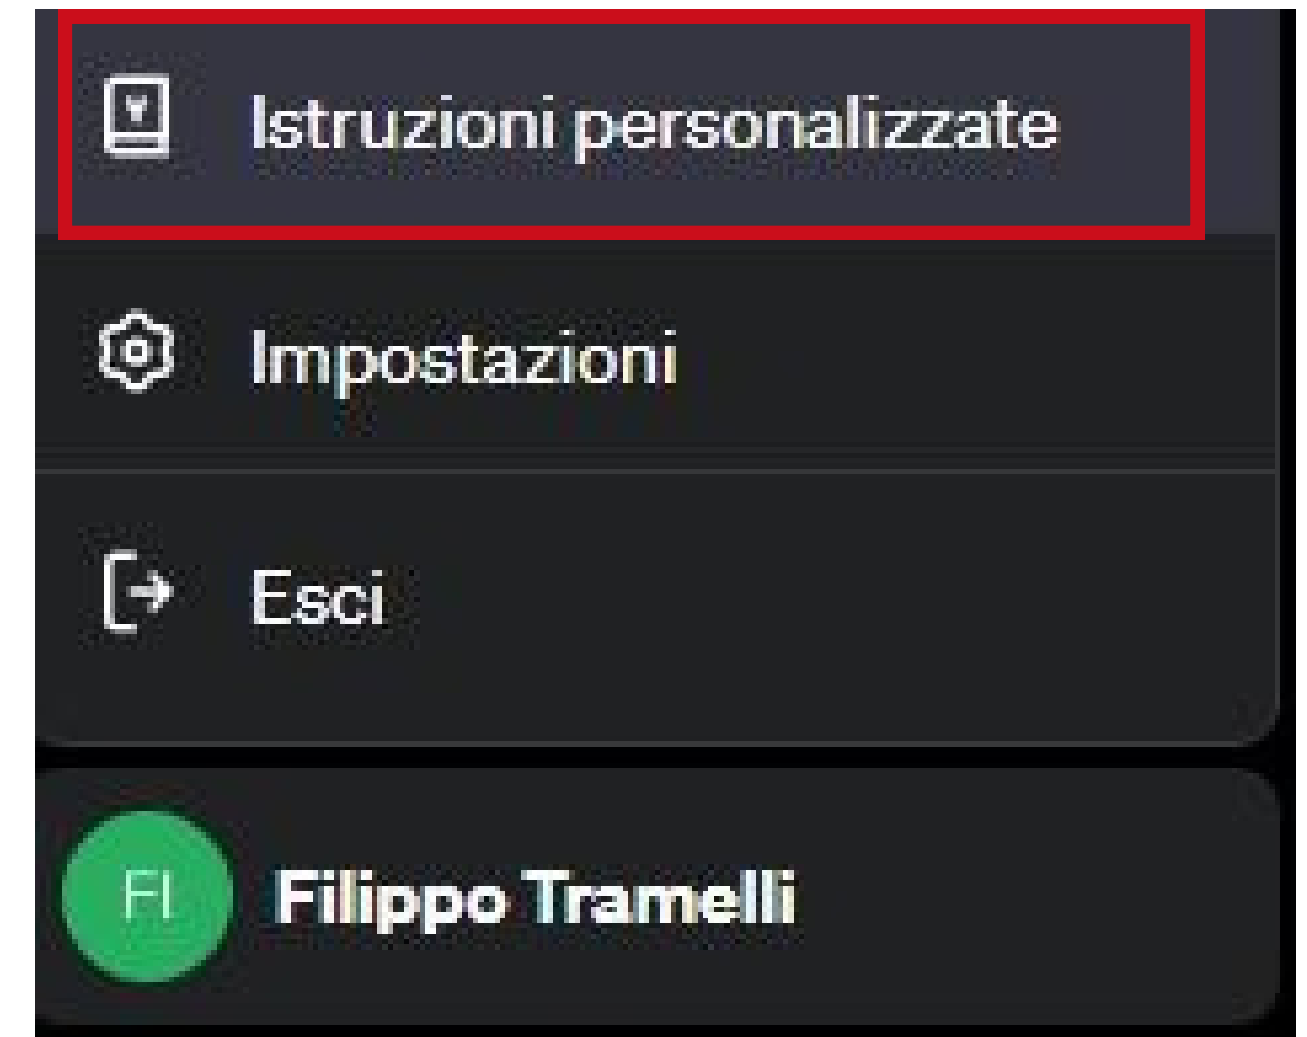 Istruzioni personalizzate
Impostazioni
Esci
FI
Filippo Tramelli